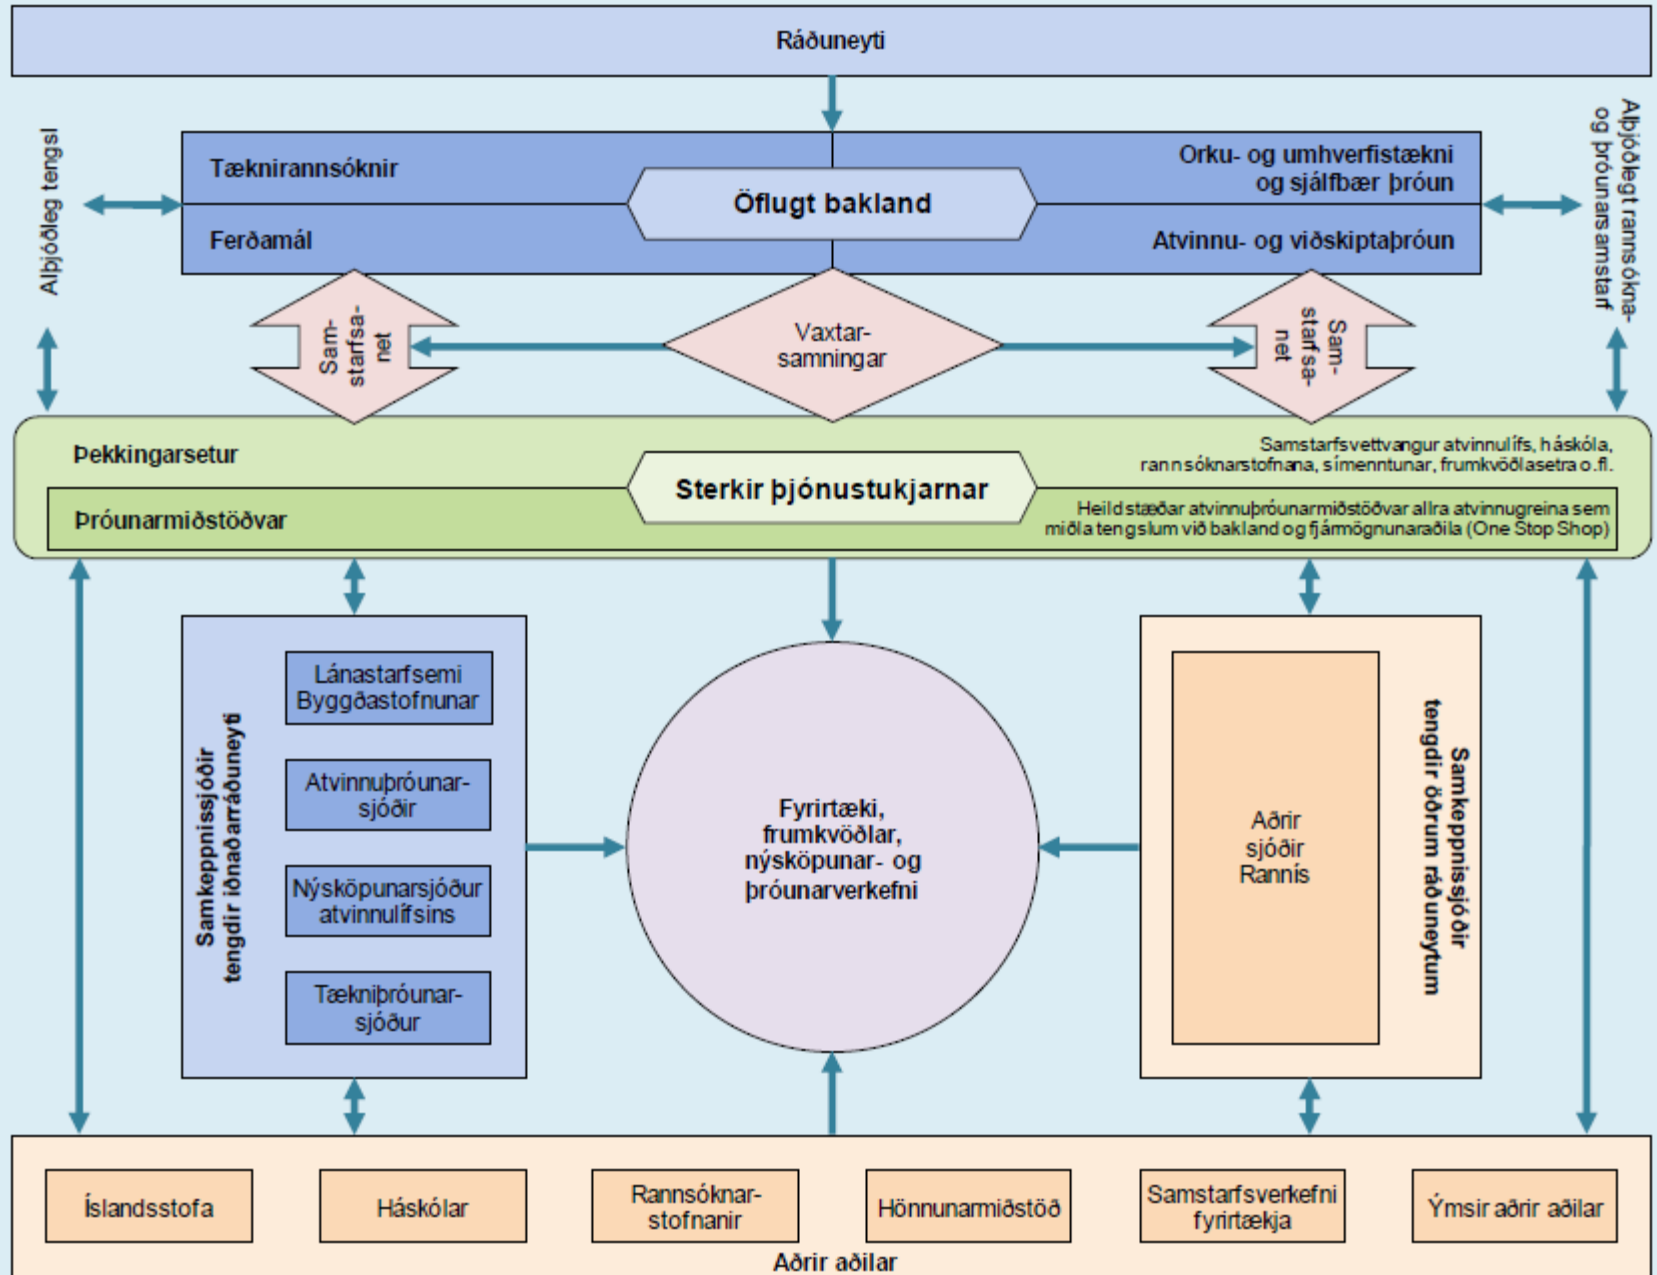 Ráðuneyti
Alþjóðleg tengsl
Alþjóðlegt rannsókna-
og þróunarsamstarf
Tæknirannsóknir
Orku- og umhverfistækni
og sjálfbær þróun
Öflugt bakland
Ferðamál
Atvinnu- og viðskiptaþróun
Sam-
starfsa-
net
Vaxtar-
samningar
Sam-
starfsa-
net
Þekkingarsetur
Samstarfsvettvangur atvinnulífs, háskóla,
rannsóknarstofnana, símenntunar, frumkvöðlasetra o.fl.
Sterkir þjónustukjarnar
Þróunarmiðstöðvar
Heildstæðar atvinnuþróunarmiðstöðvar allra atvinnugreina sem
miðla tengslum við bakland og fjármögnunaraðila (One Stop Shop)
Samkeppnissjóðir
tengdir iðnaðarráðuneyti
Lánastarfsemi
Byggðastofnunar
Atvinnuþróunar-
sjóðir
Nýsköpunarsjóður
atvinnulífsins
Tækniþróunar-
sjóður
Fyrirtæki,
frumkvöðlar,
nýsköpunar- og
þróunarverkefni
Aðrir
sjóðir
Rannís
Samkeppnissjóðir
tengdir öðrum ráðuneytum
Íslandsstofa
Háskólar
Rannsóknar-
stofnanir
Hönnunarmiðstöð
Samstarfsverkefni
fyrirtækja
Ýmsir aðrir aðilar
Aðrir aðilar